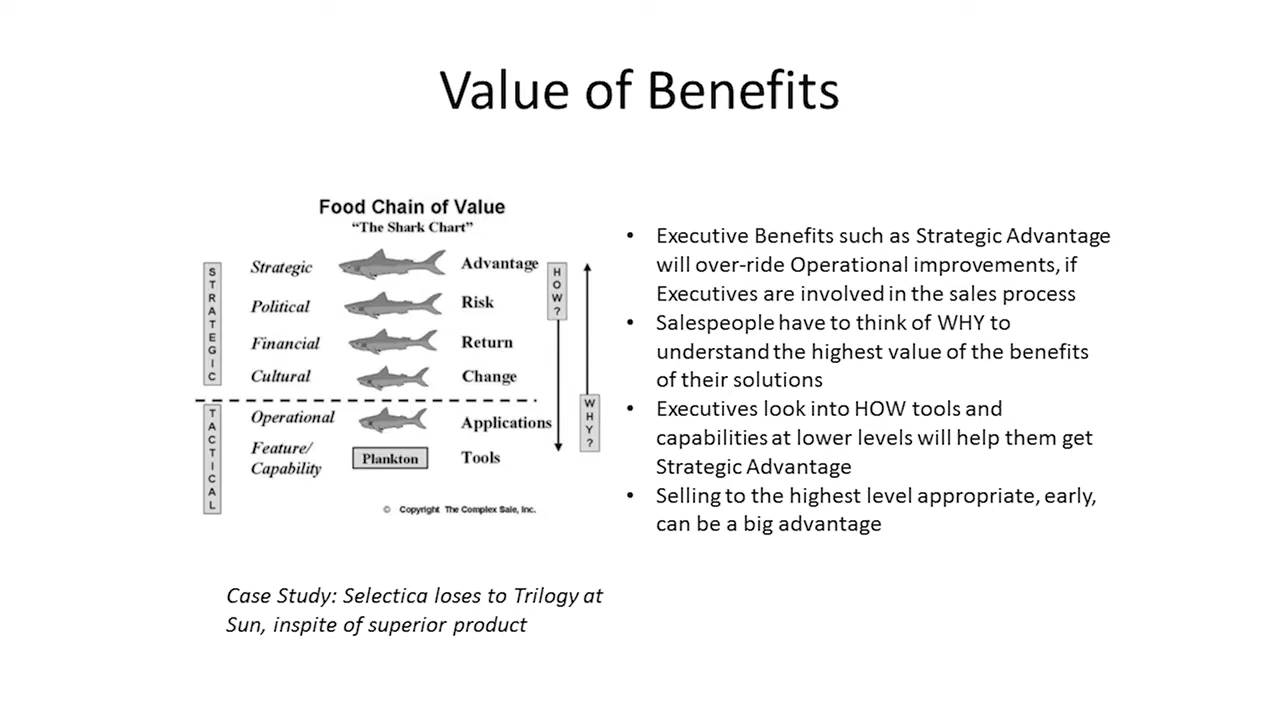 Value of Benefits
Food Chain of Value
“The Shark Chart”
STRATEGIC
Strategic Advantage
Political Risk
Financial Return
Cultural Change
HOW?
TACTICAL
Operational Applications
Feature/
Capability Plankton Tools
WHY?
© Copyright The Complex Sale, Inc.
• Executive Benefits such as Strategic Advantage
will over-ride Operational improvements, if
Executives are involved in the sales process
• Salespeople have to think of WHY to
understand the highest value of the benefits
of their solutions
• Executives look into HOW tools and
capabilities at lower levels will help them get
Strategic Advantage
• Selling to the highest level appropriate, early,
can be a big advantage
Case Study: Selectica loses to Trilogy at
Sun, inspite of superior product